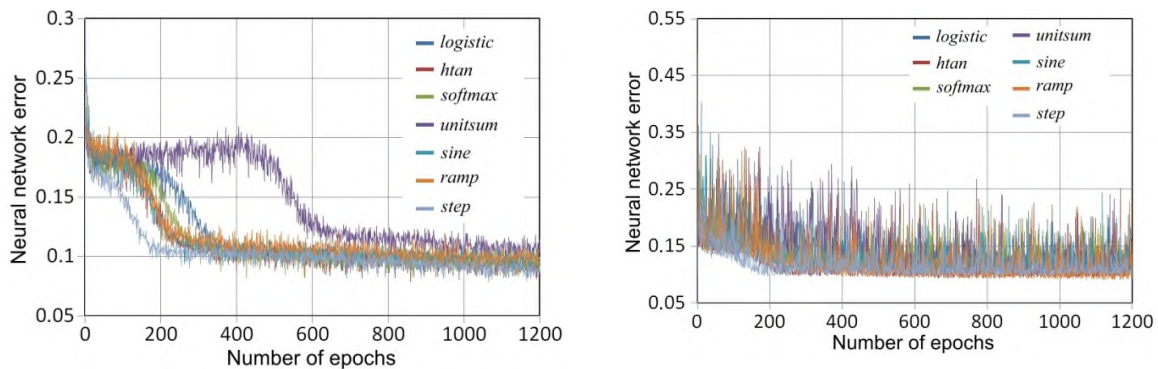 0.3
0.25
0.2
0.15
0.1
0.05
Neural network error
logistic
htan
softmax
unitsum
sine
ramp
step
0 200 400 600 800 1000 1200
Number of epochs
0.55
0.45
0.35
0.25
0.15
0.05
Neural network error
logistic unitsum
htan sine
softmax ramp
step
0 200 400 600 800 1000 1200
Number of epochs